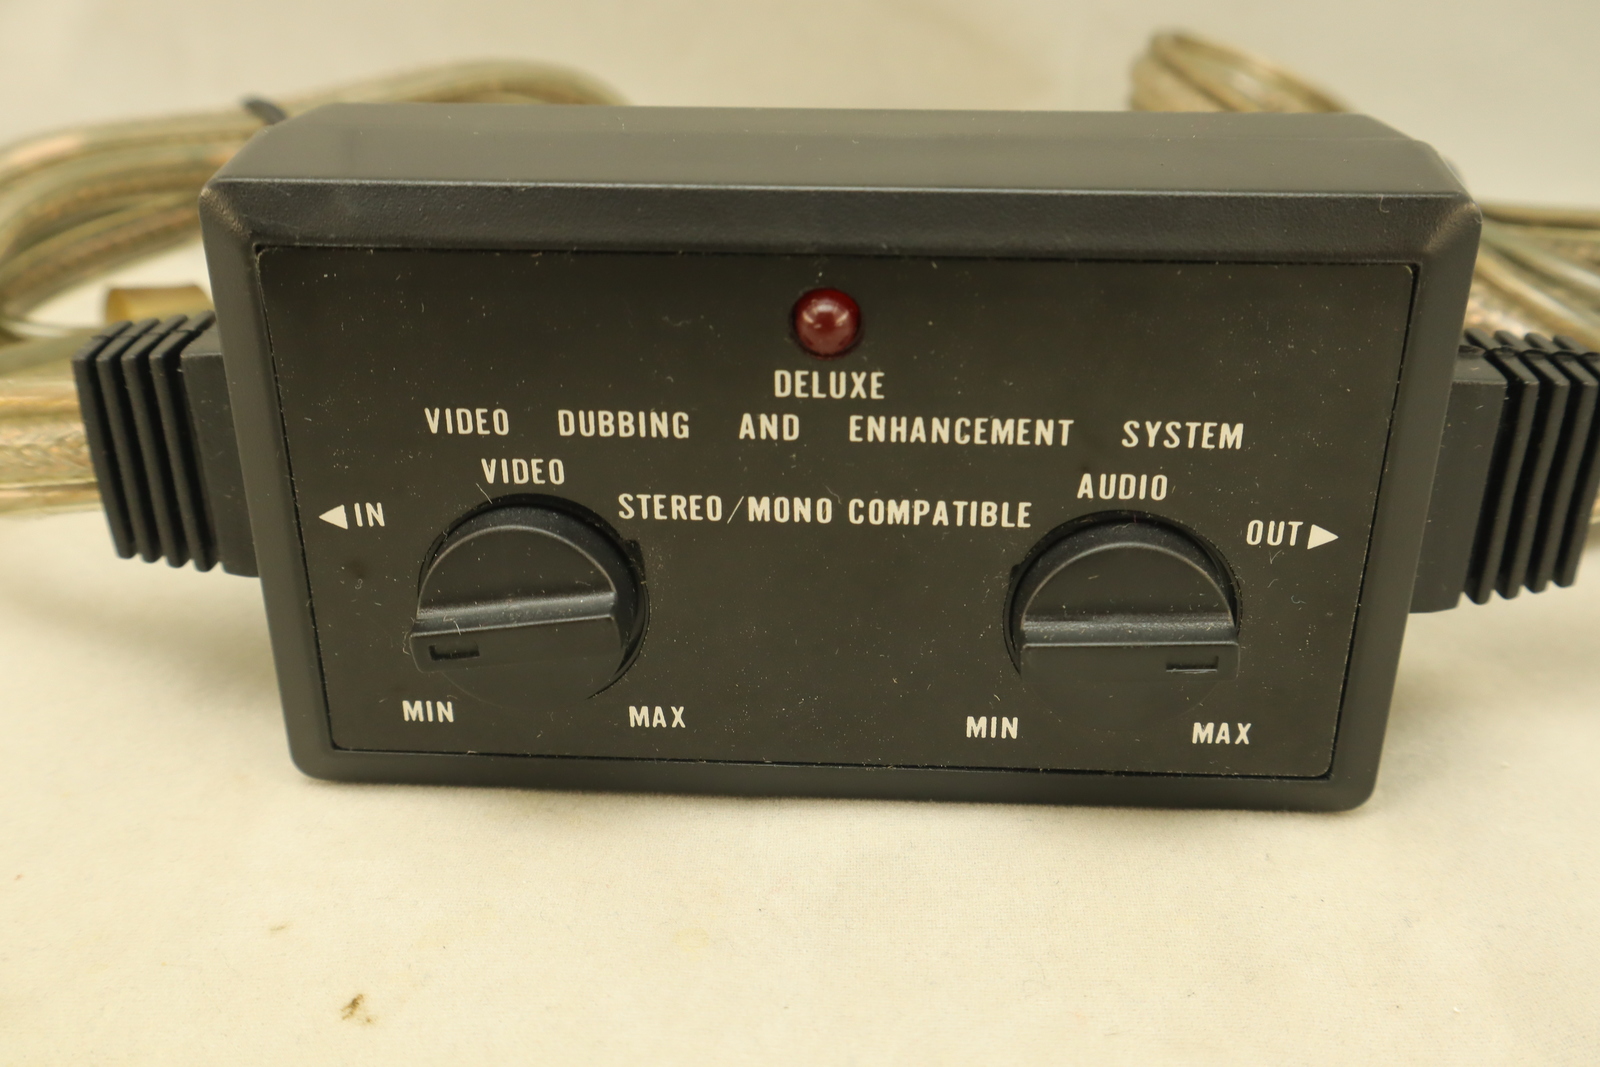 DELUXE
VIDEO DUBBING AND ENHANCEMENT SYSTEM
VIDEO
AUDIO
◀IN
STEREO/MONO COMPATIBLE
OUT▶
MIN
MAX
MIN
MAX